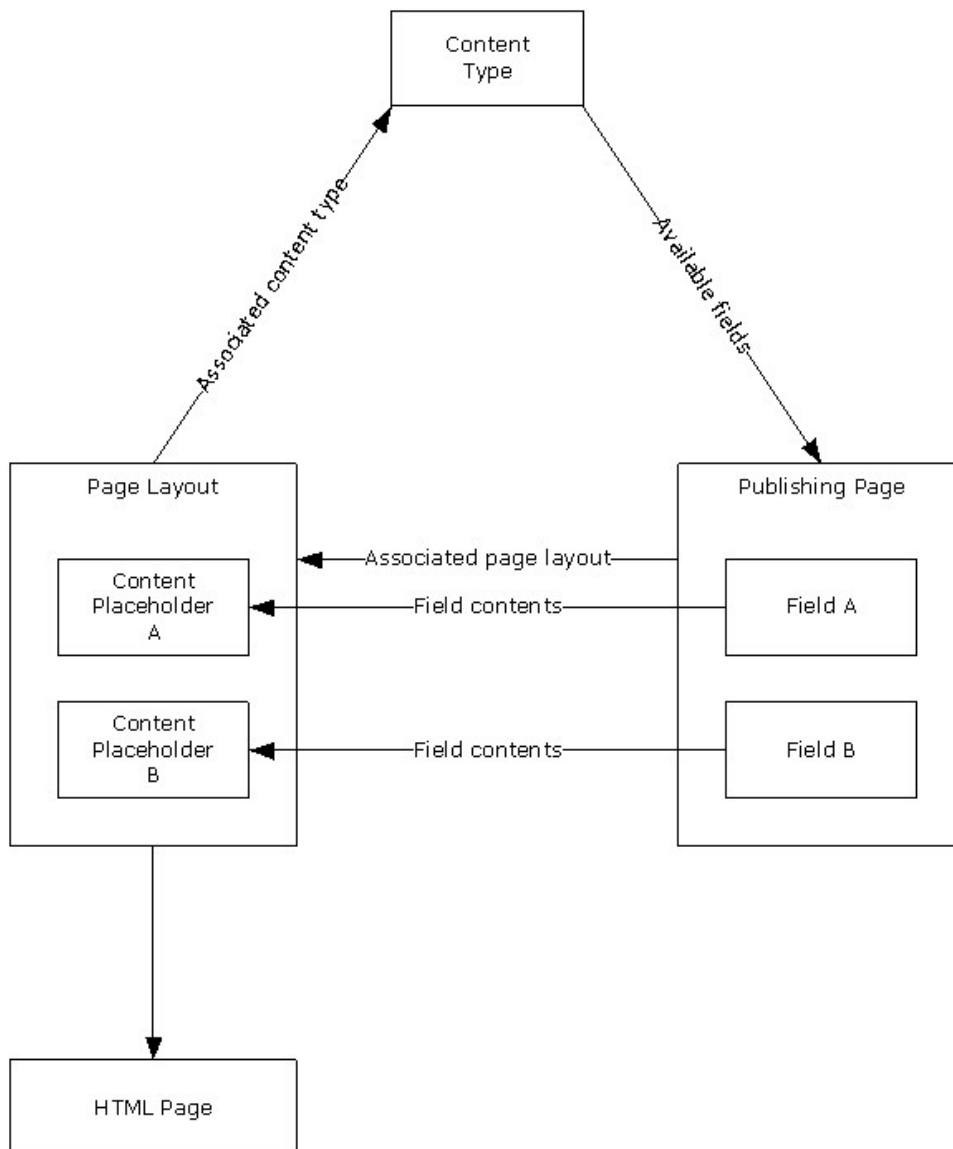 Content
Type
Associated content type
Available fields
Page Layout
Publishing Page
Associated page layout
Content
Placeholder
A
Field contents
Field A
Content
Placeholder
B
Field contents
Field B
HTML Page